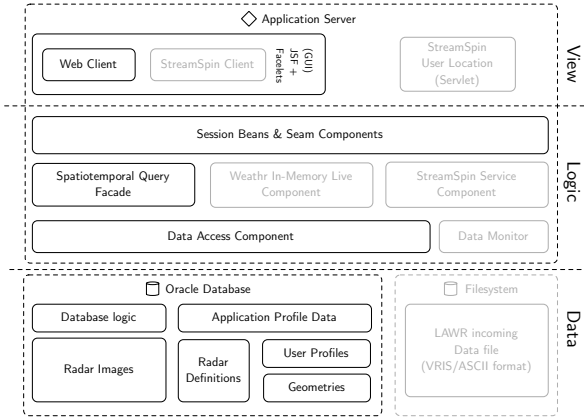 Application Server
Web Client
StreamSpin Client
(GUI)
JSF +
Facelets
StreamSpin
User Location
(Servlet)
View
Session Beans & Seam Components
Spatiotemporal Query
Facade
Weathr In-Memory Live
Component
StreamSpin Service
Component
Logic
Data Access Component
Data Monitor
Oracle Database
Filesystem
Database logic
Application Profile Data
LAWR incoming
Data file
(VRIS/ASCII format)
Data
Radar Images
Radar
Definitions
User Profiles
Geometries